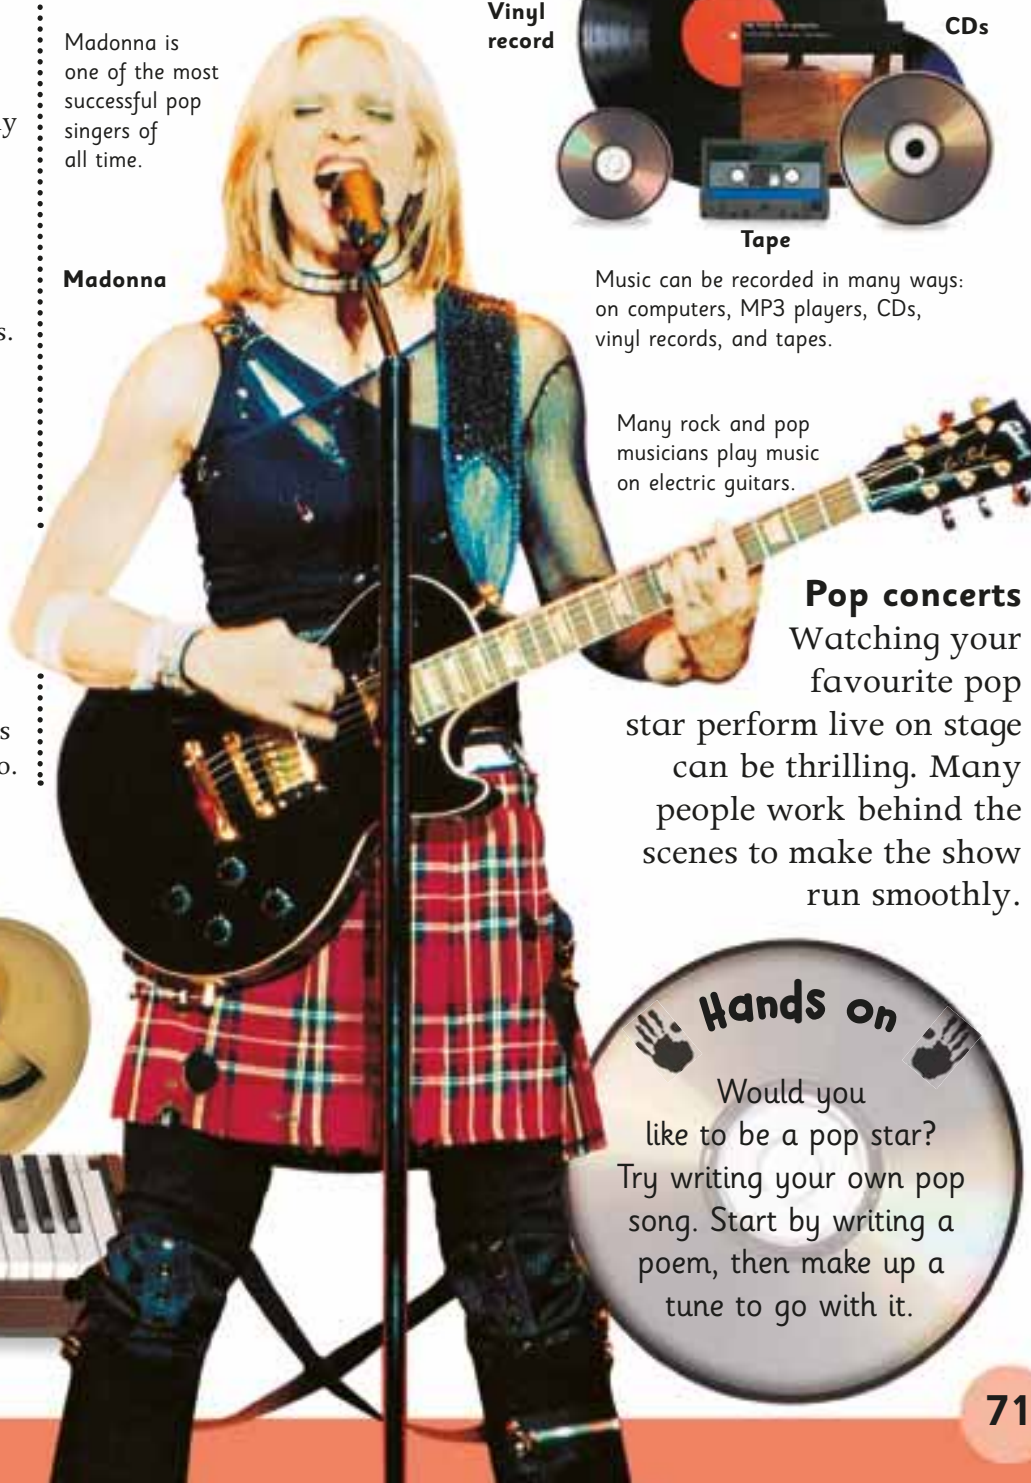 Madonna is
one of the most
successful pop
singers of
all time.
Madonna
y
s.
s
o.
Vinyl
record
CDs
Tape
Music can be recorded in many ways:
on computers, MP3 players, CDs,
vinyl records, and tapes.
Many rock and pop
musicians play music
on electric guitars.
Pop concerts
Watching your
favourite pop
star perform live on stage
can be thrilling. Many
people work behind the
scenes to make the show
run smoothly.
Hands on
Would you
like to be a pop star?
Try writing your own pop
song. Start by writing a
poem, then make up a
tune to go with it.
71